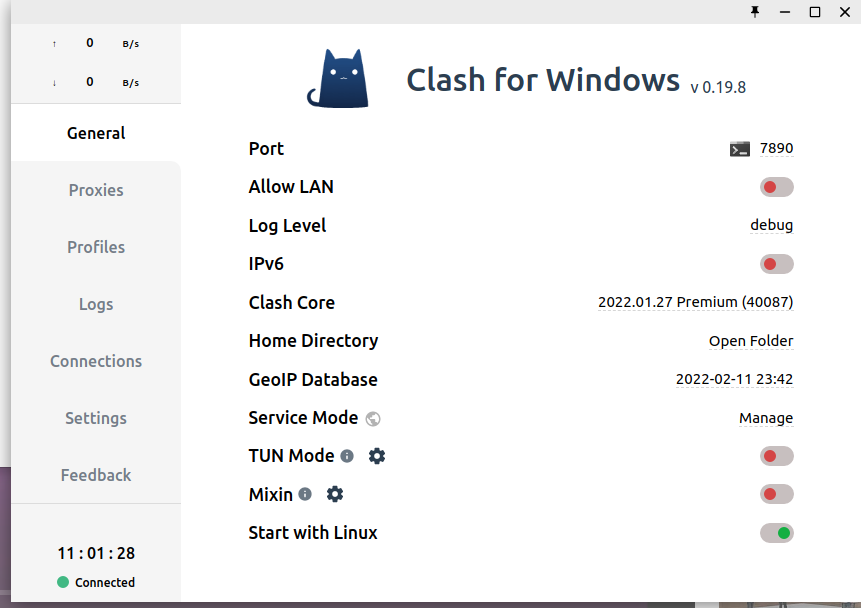 ↑ 0 B/s
↓ 0 B/s
General
Proxies
Profiles
Logs
Connections
Settings
Feedback
11 : 01 : 28
Connected
Clash for Windows v 0.19.8
Port 7890
Allow LAN
Log Level debug
IPv6
Clash Core 2022.01.27 Premium (40087)
Home Directory Open Folder
GeoIP Database 2022-02-11 23:42
Service Mode Manage
TUN Mode
Mixin
Start with Linux